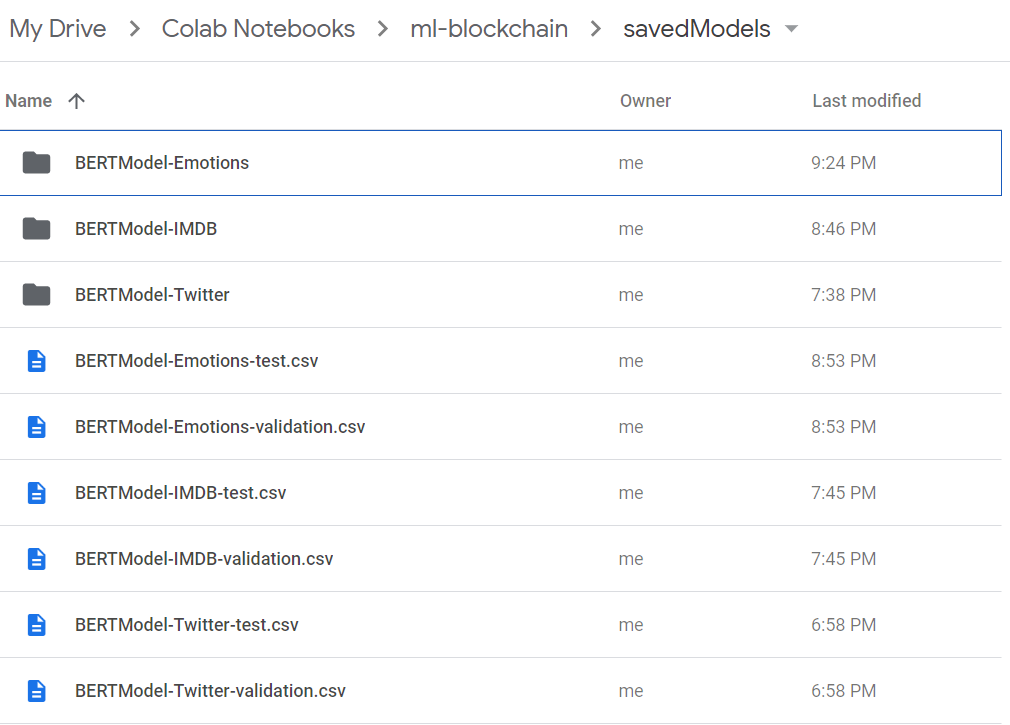 My Drive > Colab Notebooks > ml-blockchain > savedModels
Name ↑ Owner Last modified
BERTModel-Emotions me 9:24 PM
BERTModel-IMDB me 8:46 PM
BERTModel-Twitter me 7:38 PM
BERTModel-Emotions-test.csv me 8:53 PM
BERTModel-Emotions-validation.csv me 8:53 PM
BERTModel-IMDB-test.csv me 7:45 PM
BERTModel-IMDB-validation.csv me 7:45 PM
BERTModel-Twitter-test.csv me 6:58 PM
BERTModel-Twitter-validation.csv me 6:58 PM